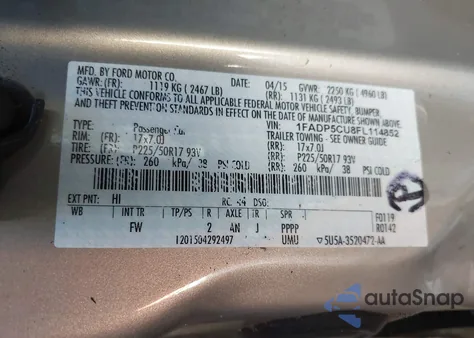 MFD. BY FORD MOTOR CO.
DATE: 04/15 GVWR: 2250 KG (4960 LB)
GAWR: (FR): 1119 KG (2467 LB) (RR): 1131 KG (2493 LB)
THIS VEHICLE CONFORMS TO ALL APPLICABLE FEDERAL MOTOR VEHICLE SAFETY, BUMPER,
AND THEFT PREVENTION STANDARDS IN EFFECT ON THE DATE OF MANUFACTURE SHOWN ABOVE.
VIN: 1FADP5CU8FL114852
TYPE: Passenger Car TRAILER TOWING - SEE OWNER GUIDE
RIM: (FR) 17x7.0J (RR): 17x7.0J
TIRE: (FR) P225/50R17 93V (RR): P225/50R17 93V
PRESSURE: (FR) 260 kPa/ 38 PSI COLD (RR): 260 kPa/ 38 PSI COLD
EXT PNT: HI RC: 44 DSO:
WB INT TR TP/PS R AXLE TR SPR F0119
FW 2 4N J PPPP R0142
1201504292497 UMU ▽5U5A-3520472-AA
autoSnap